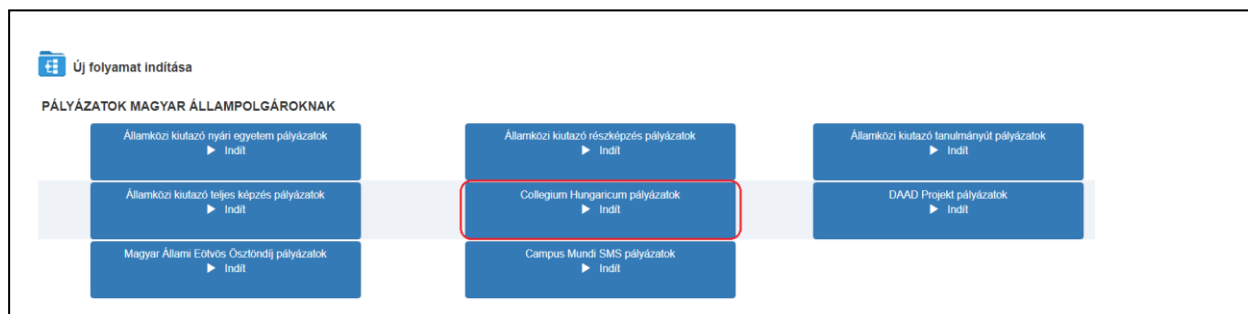 Új folyamat indítása
PÁLYÁZATOK MAGYAR ÁLLAMPOLGÁROKNAK
Államközi kiutazó nyári egyetem pályázatok
Indít
Államközi kiutazó részképzés pályázatok
Indít
Államközi kiutazó tanulmányút pályázatok
Indít
Államközi kiutazó teljes képzés pályázatok
Indít
Collegium Hungaricum pályázatok
Indít
DAAD Projekt pályázatok
Indít
Magyar Állami Eötvös Ösztöndíj pályázatok
Indít
Campus Mundi SMS pályázatok
Indít